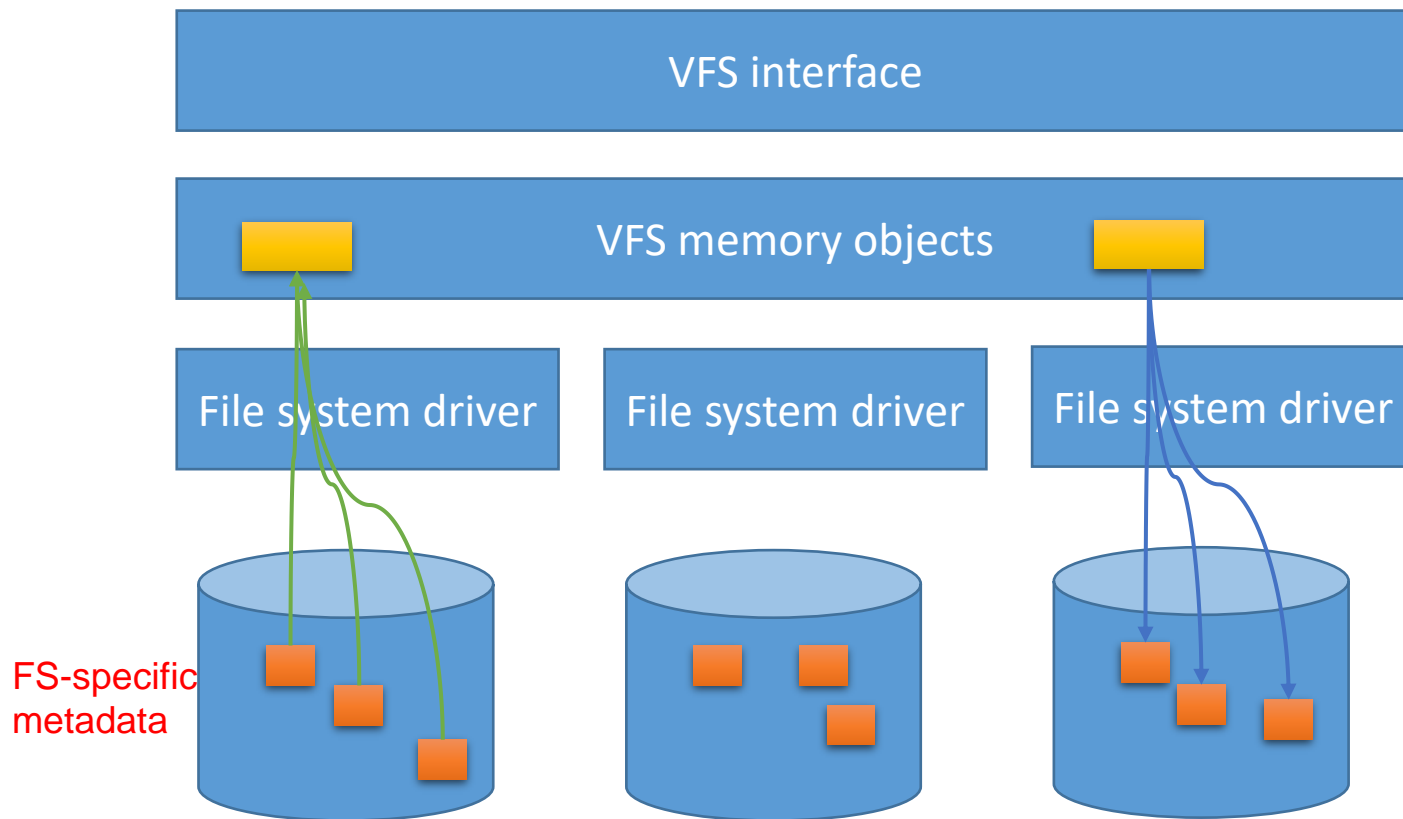 VFS interface
VFS memory objects
File system driver
File system driver
File system driver
FS-specific
metadata